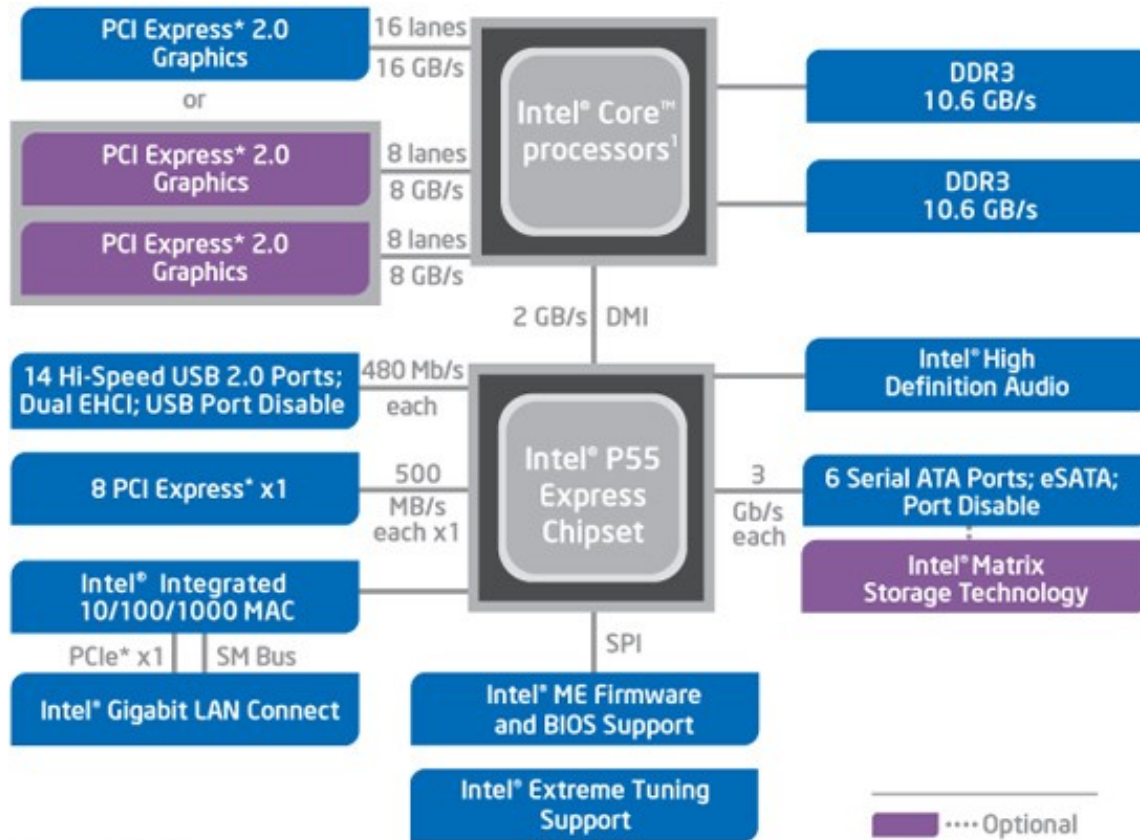 PCI Express* 2.0
Graphics
16 lanes
16 GB/s
or
PCI Express* 2.0
Graphics
8 lanes
8 GB/s
PCI Express* 2.0
Graphics
8 lanes
8 GB/s
Intel® Core™
processors¹
DDR3
10.6 GB/s
DDR3
10.6 GB/s
2 GB/s
DMI
14 Hi-Speed USB 2.0 Ports;
Dual EHCI; USB Port Disable
480 Mb/s
each
8 PCI Express* x1
500
MB/s
each x1
Intel® Integrated
10/100/1000 MAC
PCIe* x1
SM Bus
Intel® Gigabit LAN Connect
Intel® P55
Express
Chipset
Intel® High
Definition Audio
3
Gb/s
each
6 Serial ATA Ports; eSATA;
Port Disable
Intel® Matrix
Storage Technology
SPI
Intel® ME Firmware
and BIOS Support
Intel® Extreme Tuning
Support
Optional